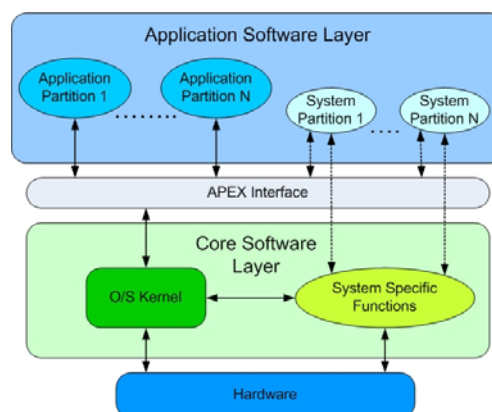 Application Software Layer
Application
Partition 1
Application
Partition N
System
Partition 1
System
Partition N
APEX Interface
Core Software
Layer
O/S Kernel
System Specific
Functions
Hardware